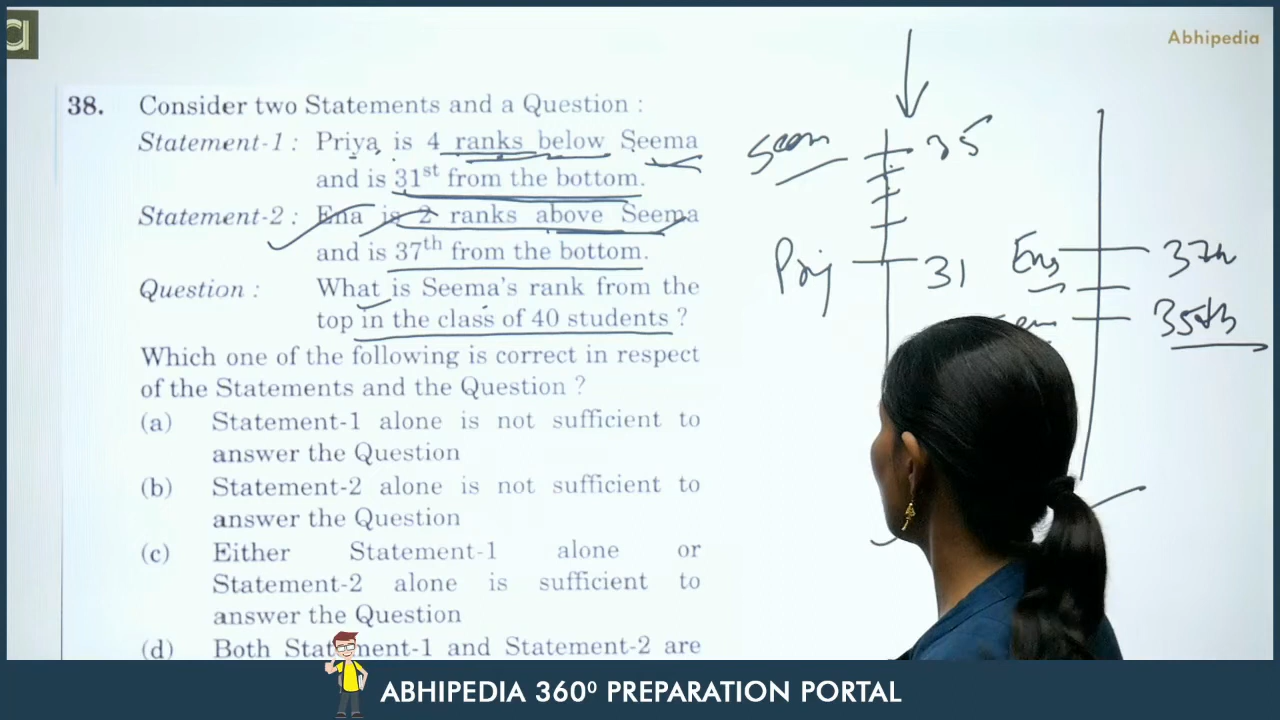 Abhipedia
38. Consider two Statements and a Question :
Statement-1 : Priya is 4 ranks below Seema
and is 31st from the bottom.
Statement-2 : Ena is 2 ranks above Seema
and is 37th from the bottom.
Question : What is Seema's rank from the
top in the class of 40 students ?
Which one of the following is correct in respect
of the Statements and the Question ?
(a) Statement-1 alone is not sufficient to
answer the Question
(b) Statement-2 alone is not sufficient to
answer the Question
(c) Either Statement-1 alone or
Statement-2 alone is sufficient to
answer the Question
(d) Both Statement-1 and Statement-2 are
Seem 35
Priy 31
Ena 37th
35th
ABHIPEDIA 360⁰ PREPARATION PORTAL